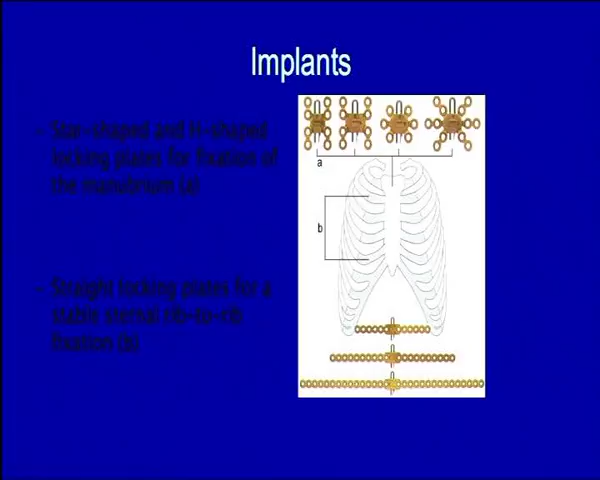 Implants
– Star-shaped and H-shaped
locking plates for fixation of
the manubrium (a)
– Straight locking plates for a
stable sternal rib-to-rib
fixation (b)
a
b